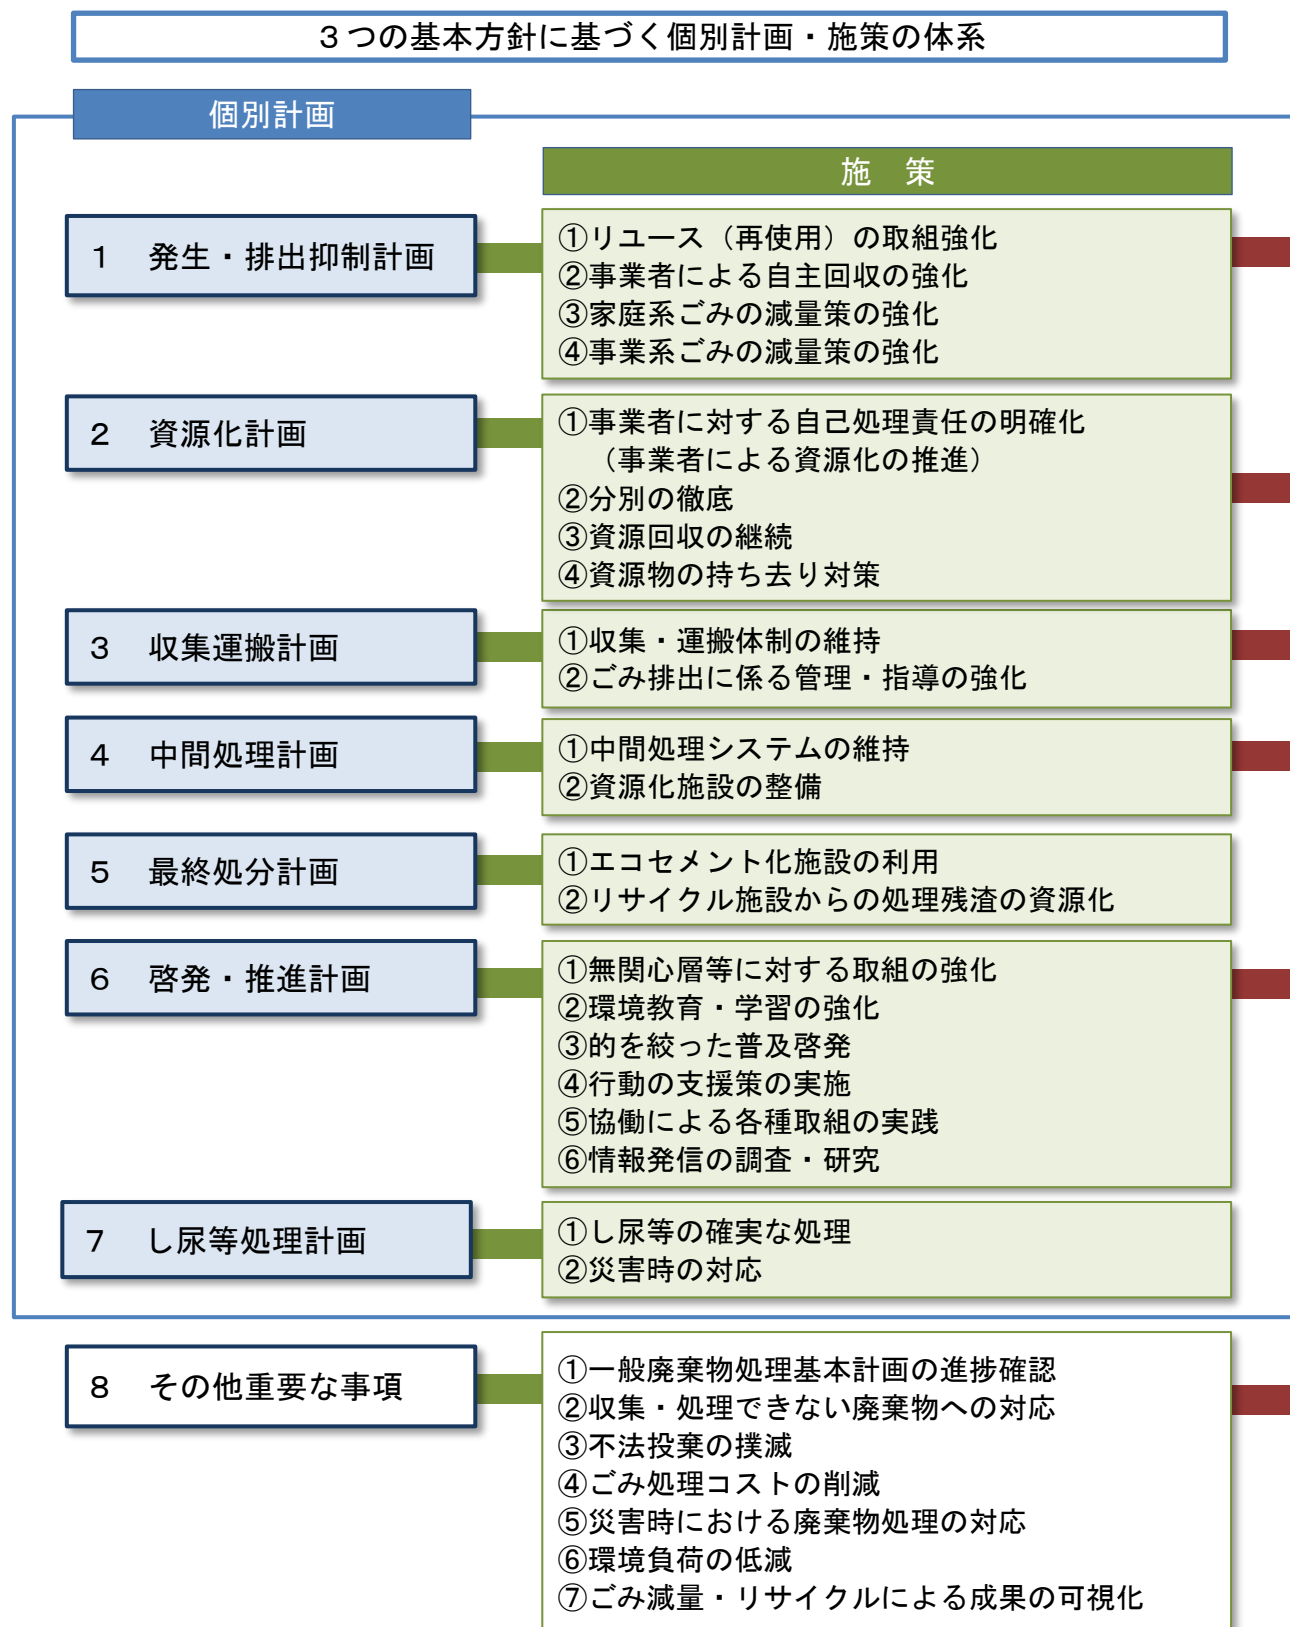 ３つの基本方針に基づく個別計画・施策の体系
個別計画
施　策
１　発生・排出抑制計画
①リユース（再使用）の取組強化
②事業者による自主回収の強化
③家庭系ごみの減量策の強化
④事業系ごみの減量策の強化
２　資源化計画
①事業者に対する自己処理責任の明確化
（事業者による資源化の推進）
②分別の徹底
③資源回収の継続
④資源物の持ち去り対策
３　収集運搬計画
①収集・運搬体制の維持
②ごみ排出に係る管理・指導の強化
４　中間処理計画
①中間処理システムの維持
②資源化施設の整備
５　最終処分計画
①エコセメント化施設の利用
②リサイクル施設からの処理残渣の資源化
６　啓発・推進計画
①無関心層等に対する取組の強化
②環境教育・学習の強化
③的を絞った普及啓発
④行動の支援策の実施
⑤協働による各種取組の実践
⑥情報発信の調査・研究
７　し尿等処理計画
①し尿等の確実な処理
②災害時の対応
８　その他重要な事項
①一般廃棄物処理基本計画の進捗確認
②収集・処理できない廃棄物への対応
③不法投棄の撲滅
④ごみ処理コストの削減
⑤災害時における廃棄物処理の対応
⑥環境負荷の低減
⑦ごみ減量・リサイクルによる成果の可視化